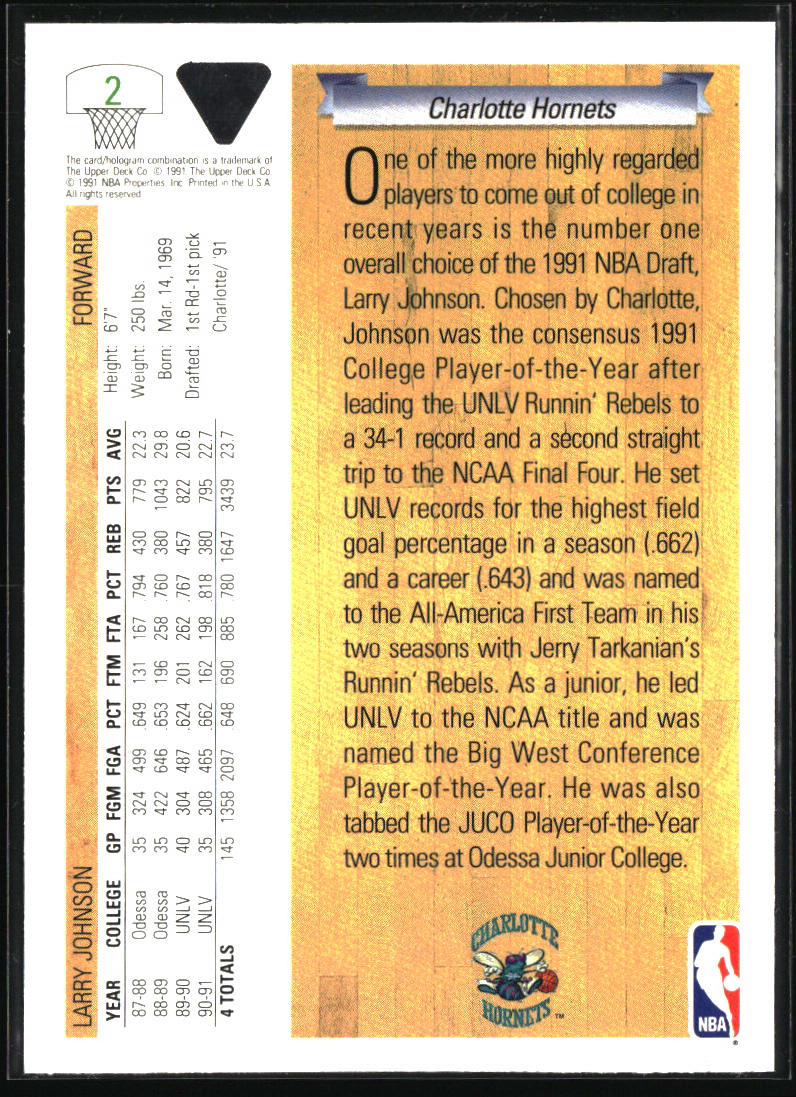 2
The card/hologram combination is a trademark of
The Upper Deck Co. © 1991 The Upper Deck Co.
© 1991 NBA Properties, Inc. Printed in the U.S.A.
All rights reserved.
LARRY JOHNSON FORWARD
Height: 6'7"
Weight: 250 lbs.
Born: Mar. 14, 1969
Drafted: 1st Rd-1st pick
Charlotte/ '91
YEAR COLLEGE GP FGM FGA PCT FTM FTA PCT REB PTS AVG
87-88 Odessa 35 324 499 .649 131 167 .794 430 779 22.3
88-89 Odessa 35 422 646 .653 196 258 .760 380 1043 29.8
89-90 UNLV 40 304 487 .624 201 262 .767 457 822 20.6
90-91 UNLV 35 308 465 .662 162 198 .818 380 795 22.7
4 TOTALS 145 1358 2097 .648 690 885 .780 1647 3439 23.7
Charlotte Hornets
One of the more highly regarded
players to come out of college in
recent years is the number one
overall choice of the 1991 NBA Draft,
Larry Johnson. Chosen by Charlotte,
Johnson was the consensus 1991
College Player-of-the-Year after
leading the UNLV Runnin' Rebels to
a 34-1 record and a second straight
trip to the NCAA Final Four. He set
UNLV records for the highest field
goal percentage in a season (.662)
and a career (.643) and was named
to the All-America First Team in his
two seasons with Jerry Tarkanian's
Runnin' Rebels. As a junior, he led
UNLV to the NCAA title and was
named the Big West Conference
Player-of-the-Year. He was also
tabbed the JUCO Player-of-the-Year
two times at Odessa Junior College.
CHARLOTTE
HORNETS ™
NBA ®